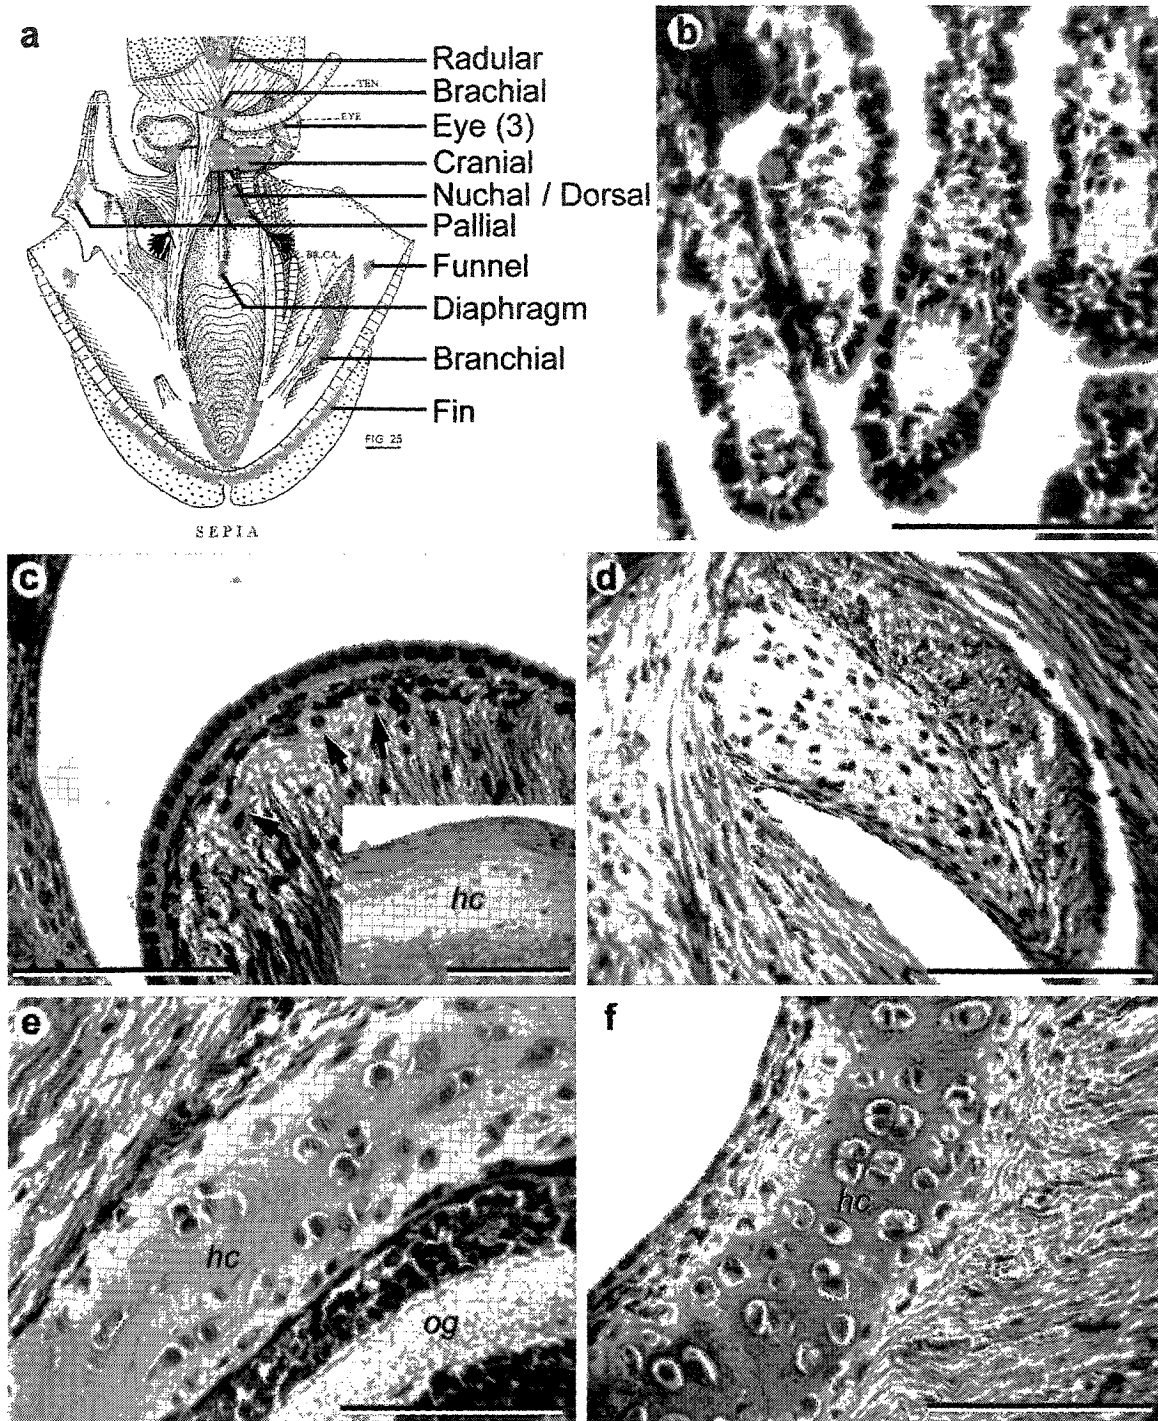 a
Radular
TEN
Brachial
EYE
Eye (3)
Cranial
Nuchal / Dorsal
Pallial
BR.CA.
Funnel
Diaphragm
Branchial
Fin
FIG 25
SEPIA
b
c
hc
d
e
hc
og
f
hc